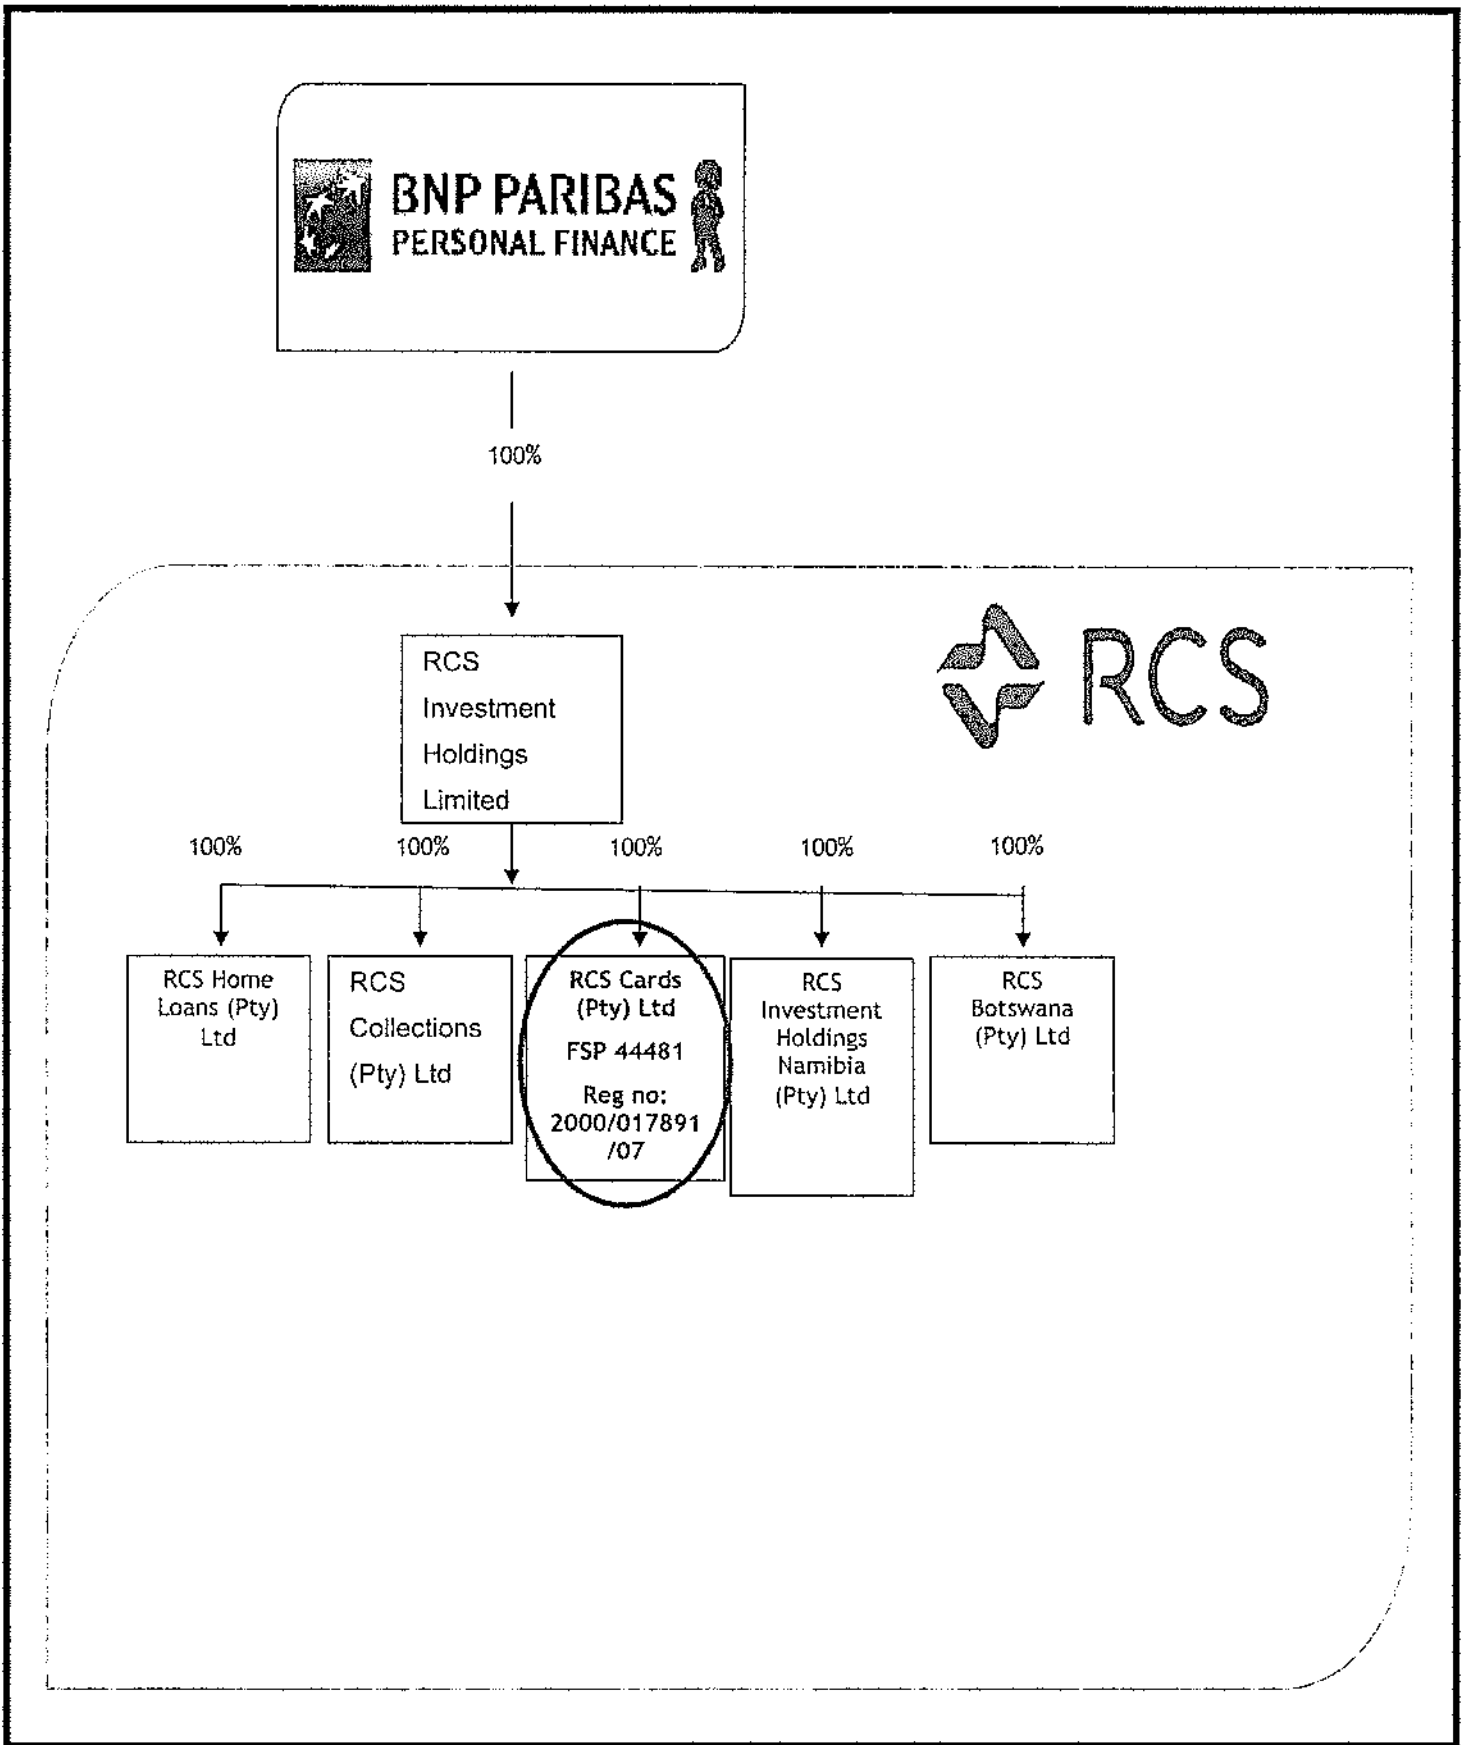 BNP PARIBAS
PERSONAL FINANCE
100%
RCS
RCS
Investment
Holdings
Limited
100%
100%
100%
100%
100%
RCS Home
Loans (Pty)
Ltd
RCS
Collections
(Pty) Ltd
RCS Cards
(Pty) Ltd
FSP 44481
Reg no:
2000/017891
/07
RCS
Investment
Holdings
Namibia
(Pty) Ltd
RCS
Botswana
(Pty) Ltd